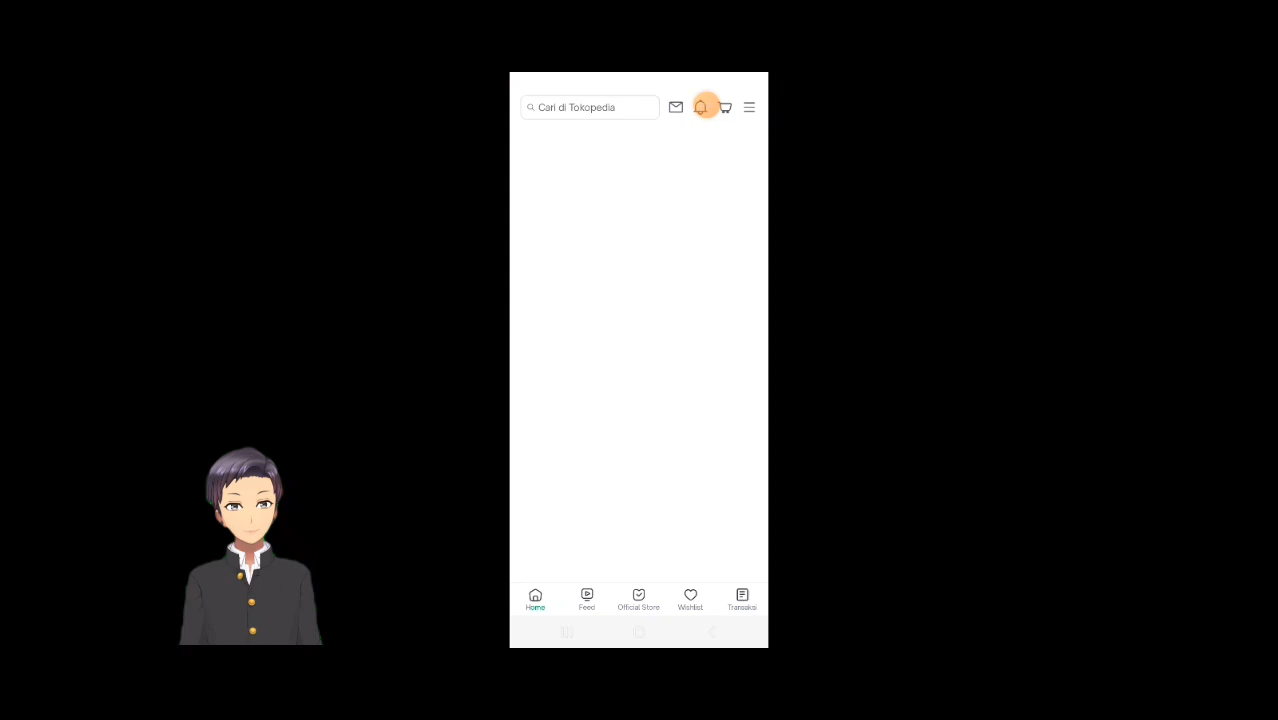 Cari di Tokopedia
Home
Feed
Official Store
Wishlist
Transaksi